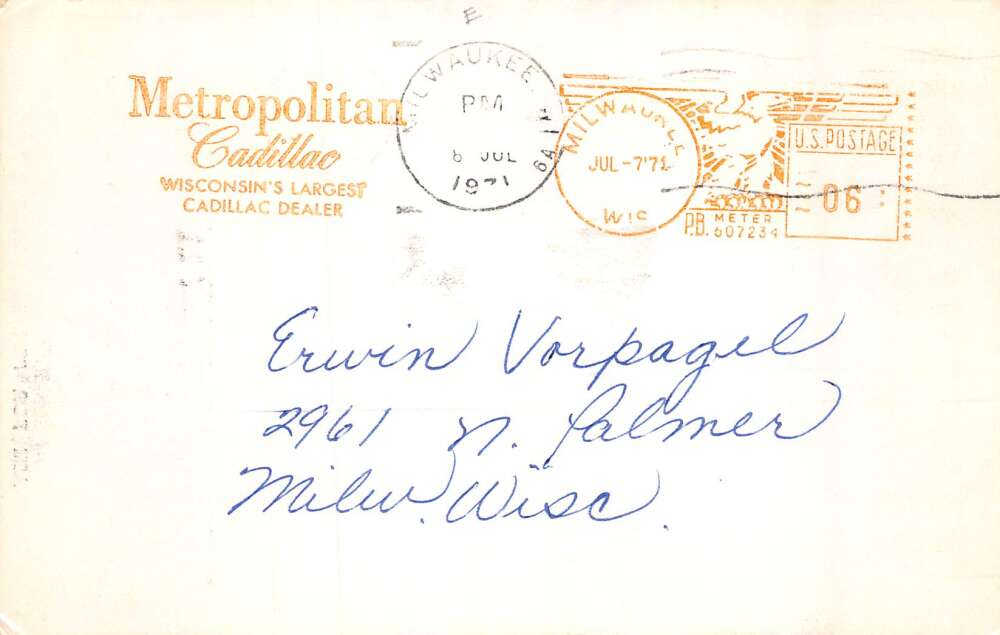 E
Metropolitan
Cadillac
WISCONSIN'S LARGEST
CADILLAC DEALER
MILWAUKEE, WI
PM
8 JUL
1971
MILWAUKEE
JUL-7'71
WIS
P.B. METER
607234
U.S. POSTAGE
06
Erwin Vorpagel
2961 N. Palmer
Milw. Wisc.